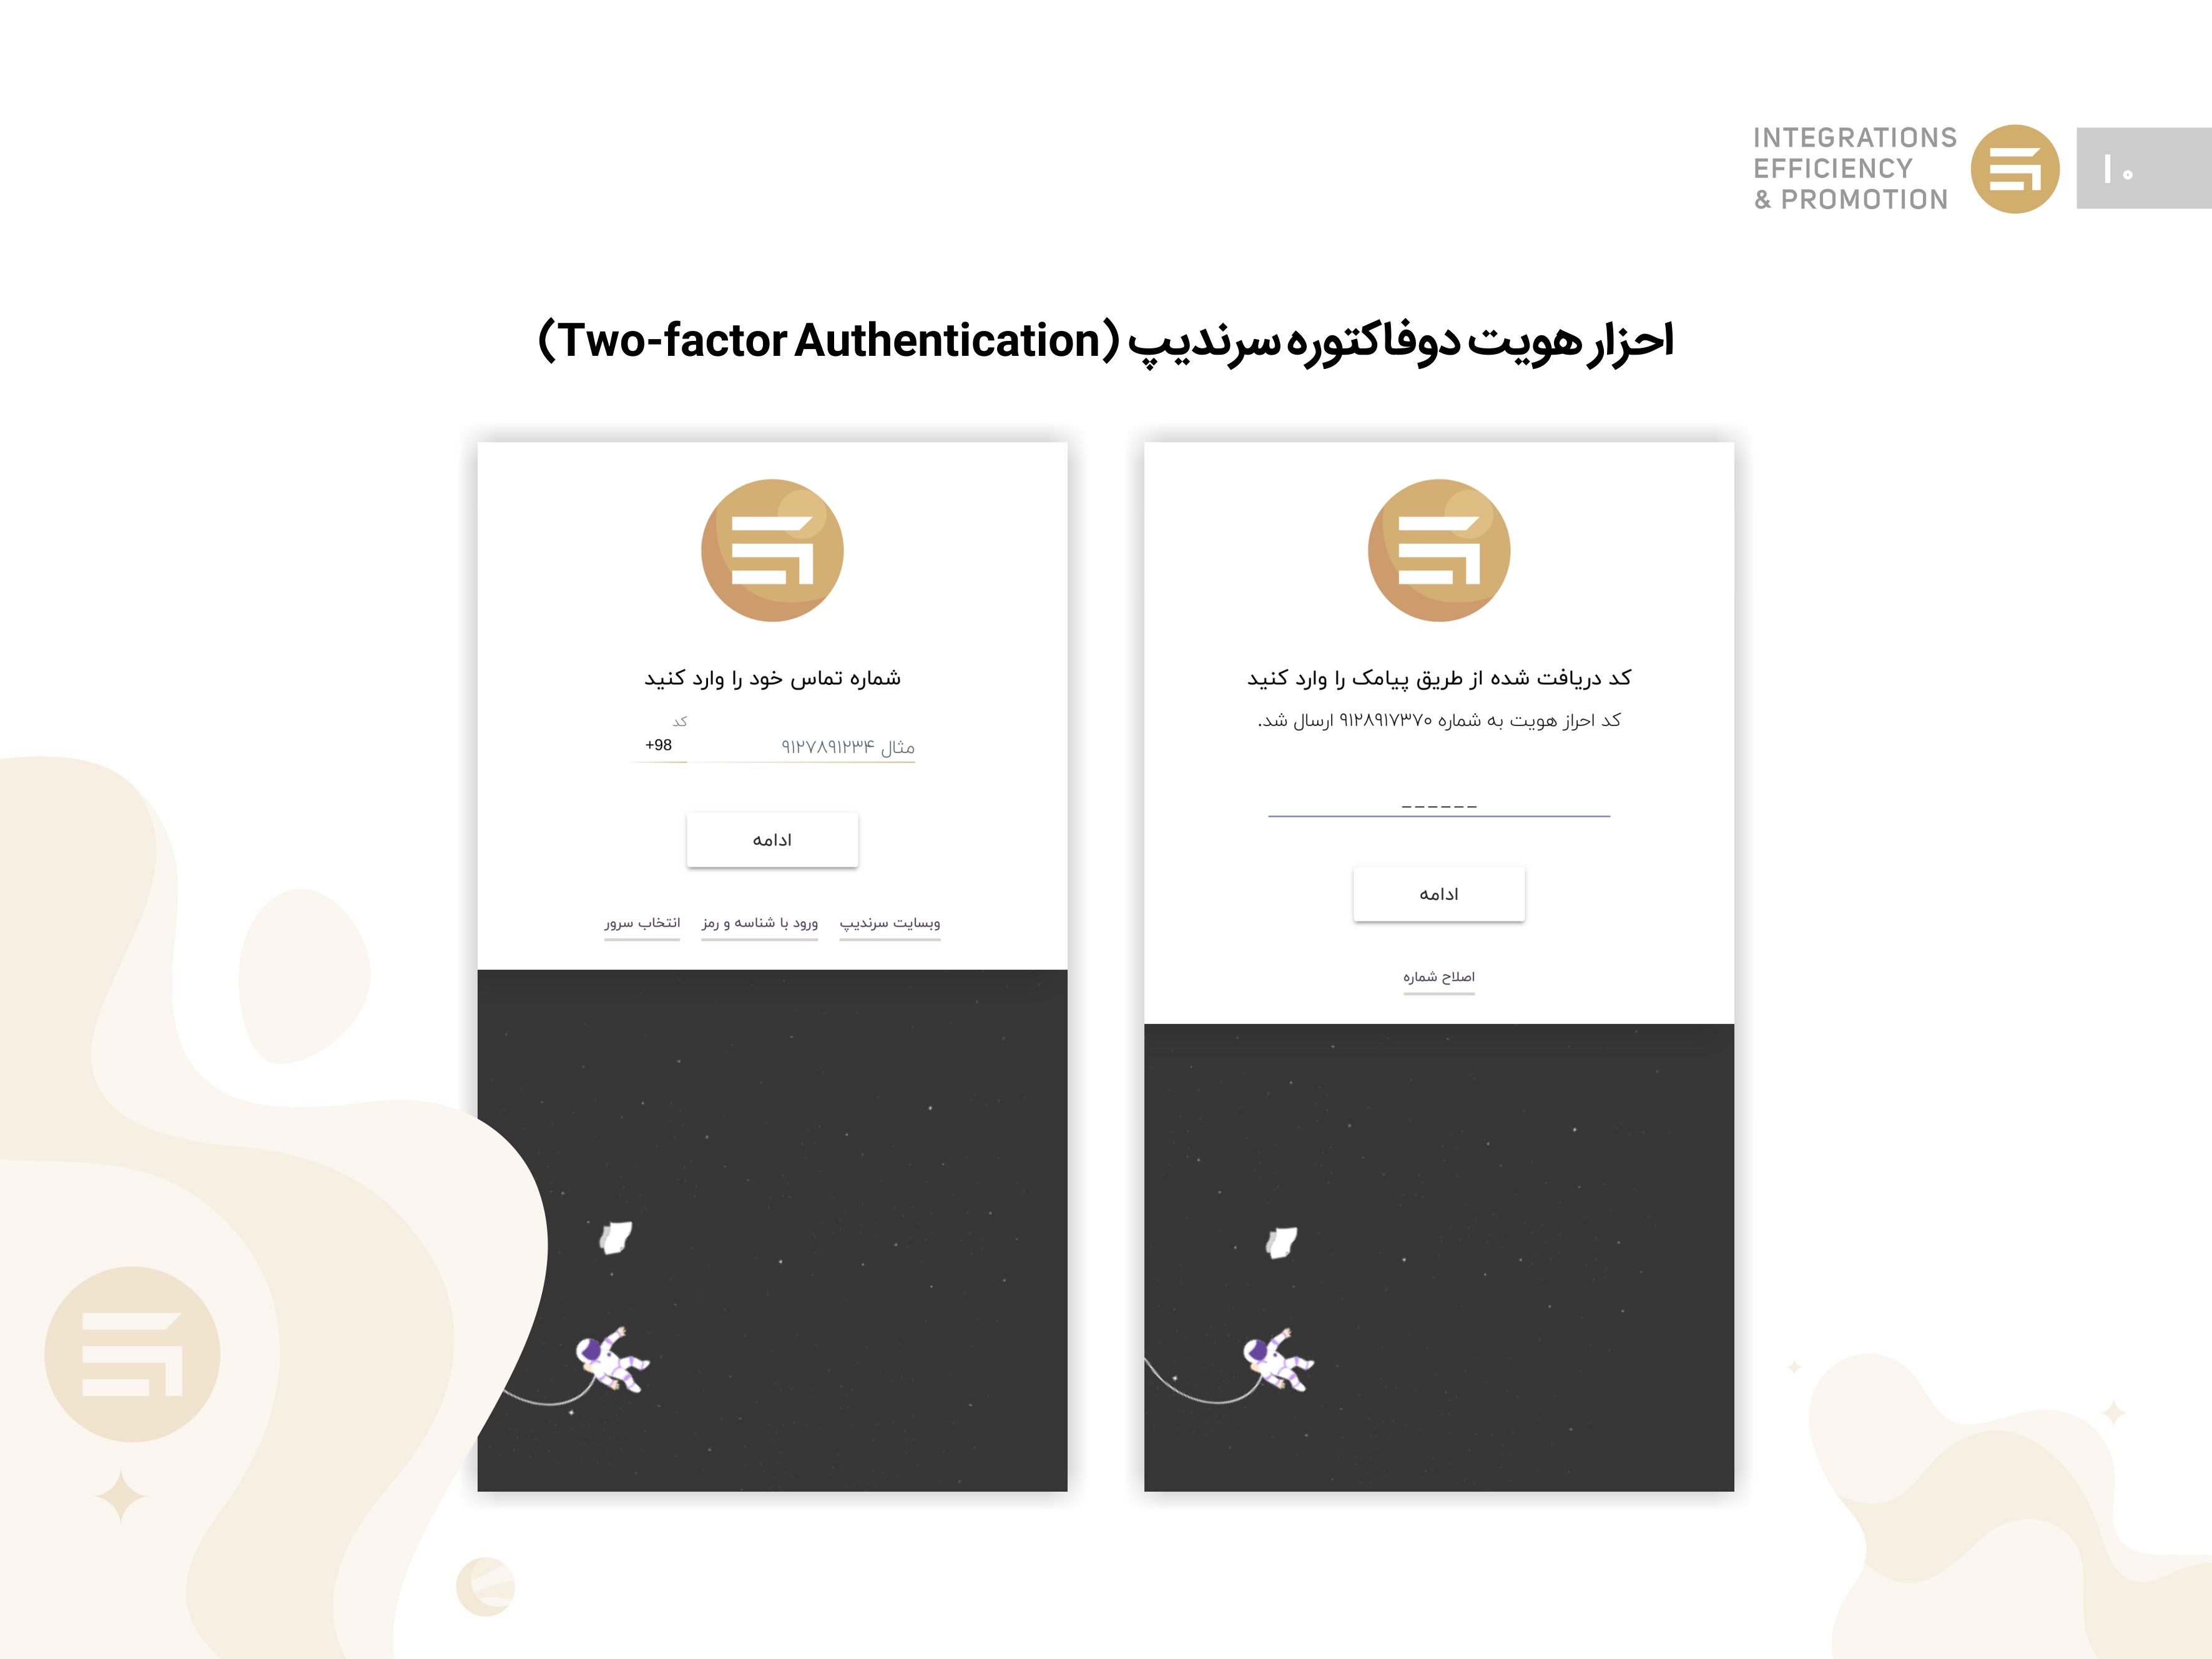 INTEGRATIONS
EFFICIENCY
& PROMOTION
۱۰
احراز هویت دوفاکتوره سرندیپ (Two-factor Authentication)
کد دریافت شده از طریق پیامک را وارد کنید
کد احراز هویت به شماره ۹۱۲۸۹۱۷۳۷۰ ارسال شد.
_ _ _ _ _ _
ادامه
اصلاح شماره
شماره تماس خود را وارد کنید
کد
مثال ۹۱۲۷۸۹۱۲۳۴ +98
ادامه
وبسایت سرندیپ ورود با شناسه و رمز انتخاب سرور